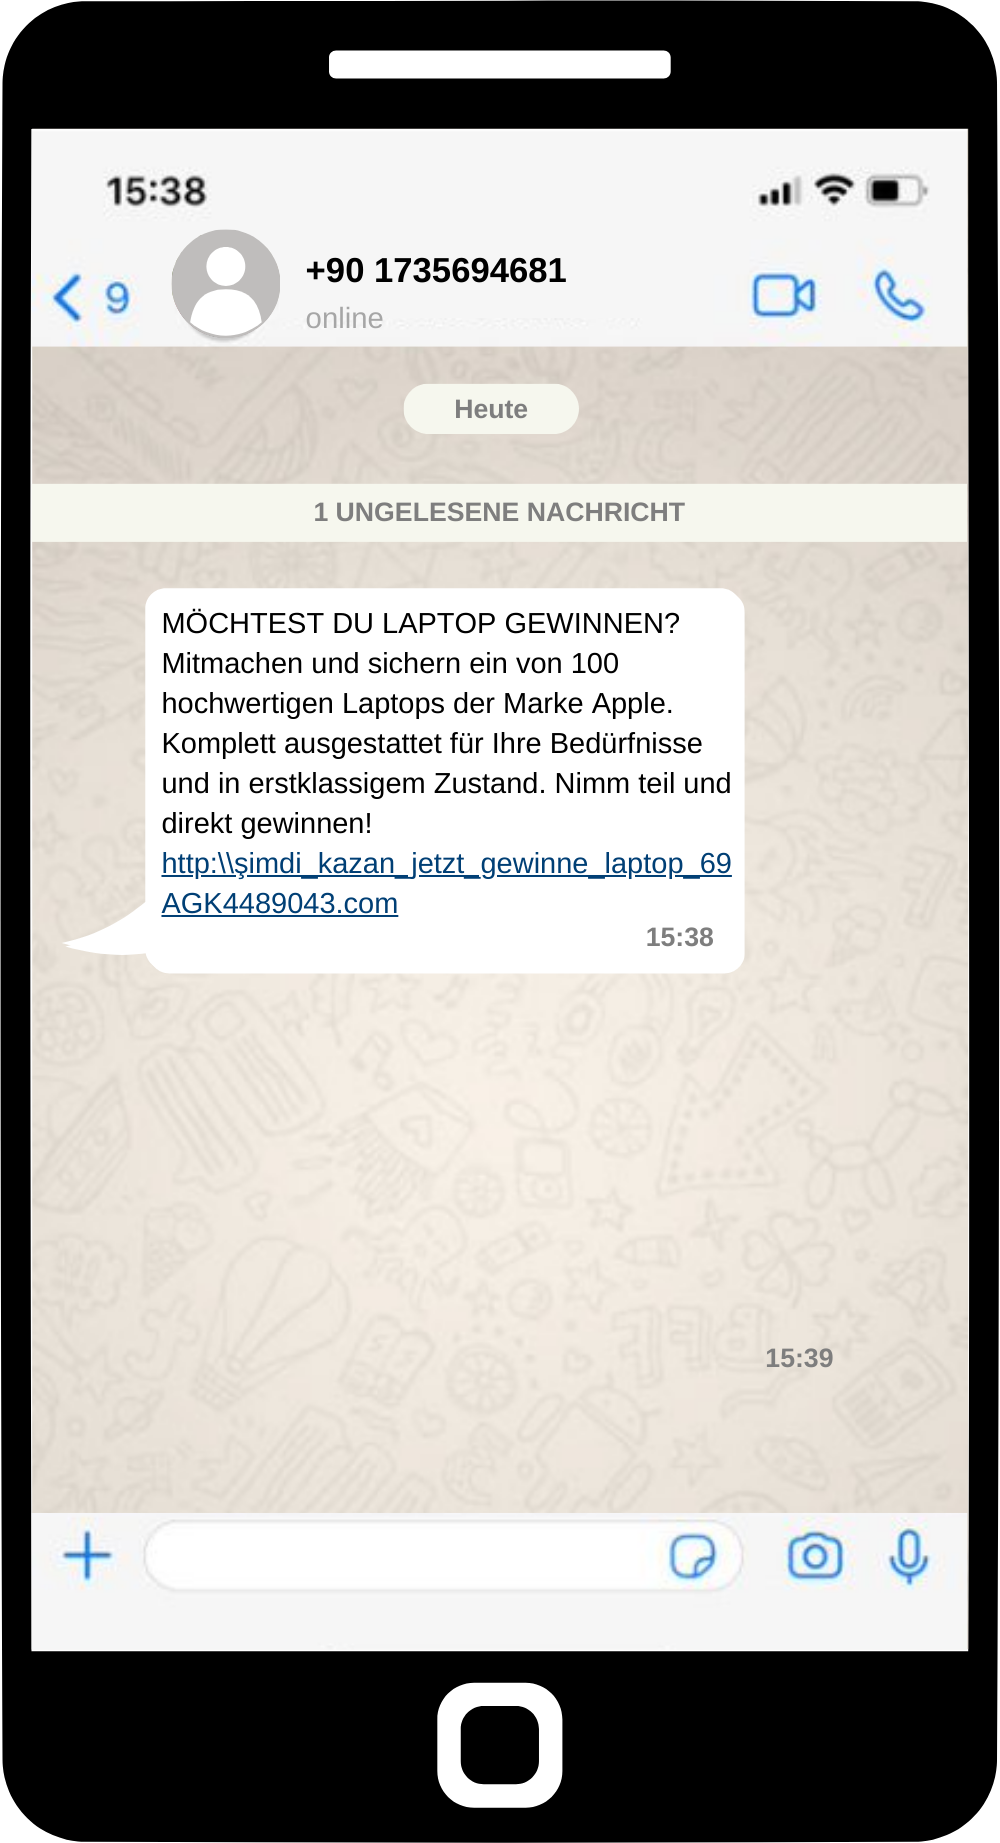 15:38
9
+90 1735694681
online
Heute
1 UNGELESENE NACHRICHT
MÖCHTEST DU LAPTOP GEWINNEN?
Mitmachen und sichern ein von 100
hochwertigen Laptops der Marke Apple.
Komplett ausgestattet für Ihre Bedürfnisse
und in erstklassigem Zustand. Nimm teil und
direkt gewinnen!
http:\\şimdi_kazan_jetzt_gewinne_laptop_69
AGK4489043.com
15:38
15:39